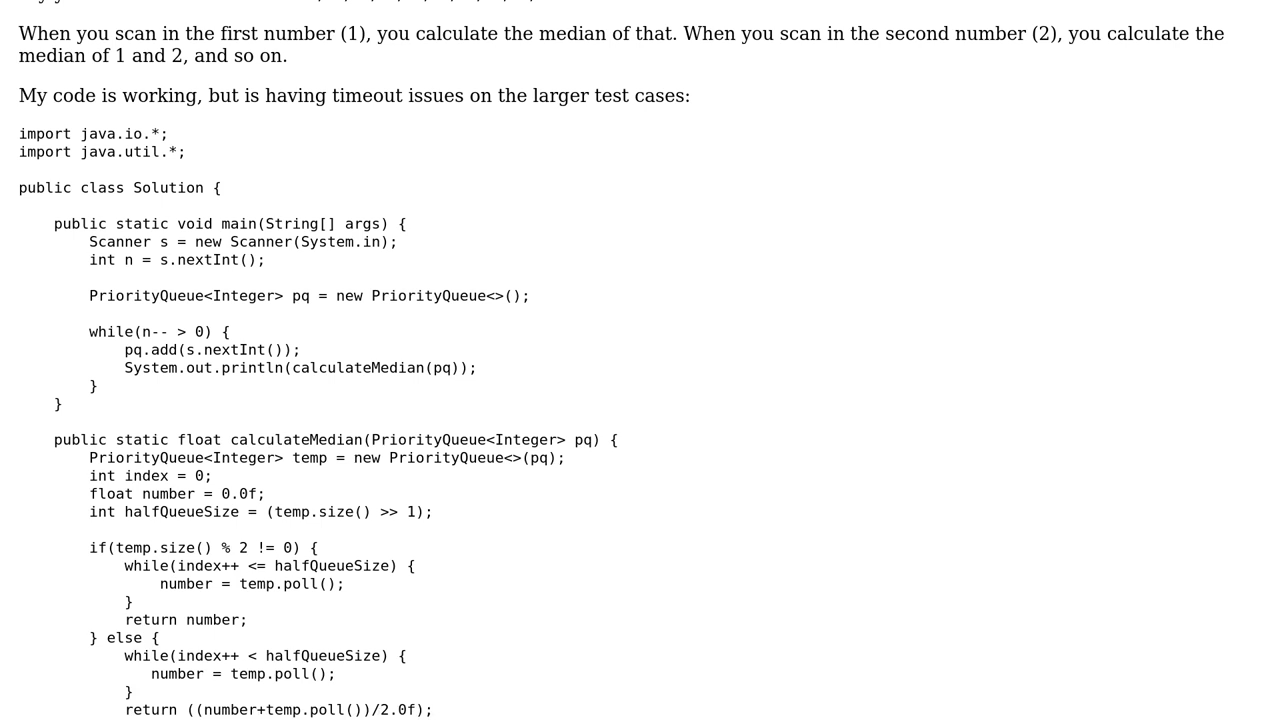 When you scan in the first number (1), you calculate the median of that. When you scan in the second number (2), you calculate the
median of 1 and 2, and so on.
My code is working, but is having timeout issues on the larger test cases:
import java.io.*;
import java.util.*;
public class Solution {
    public static void main(String[] args) {
        Scanner s = new Scanner(System.in);
        int n = s.nextInt();
        PriorityQueue<Integer> pq = new PriorityQueue<>();
        while(n-- > 0) {
            pq.add(s.nextInt());
            System.out.println(calculateMedian(pq));
        }
    }
    public static float calculateMedian(PriorityQueue<Integer> pq) {
        PriorityQueue<Integer> temp = new PriorityQueue<>(pq);
        int index = 0;
        float number = 0.0f;
        int halfQueueSize = (temp.size() >> 1);
        if(temp.size() % 2 != 0) {
            while(index++ <= halfQueueSize) {
                number = temp.poll();
            }
            return number;
        } else {
            while(index++ < halfQueueSize) {
               number = temp.poll();
            }
            return ((number+temp.poll())/2.0f);